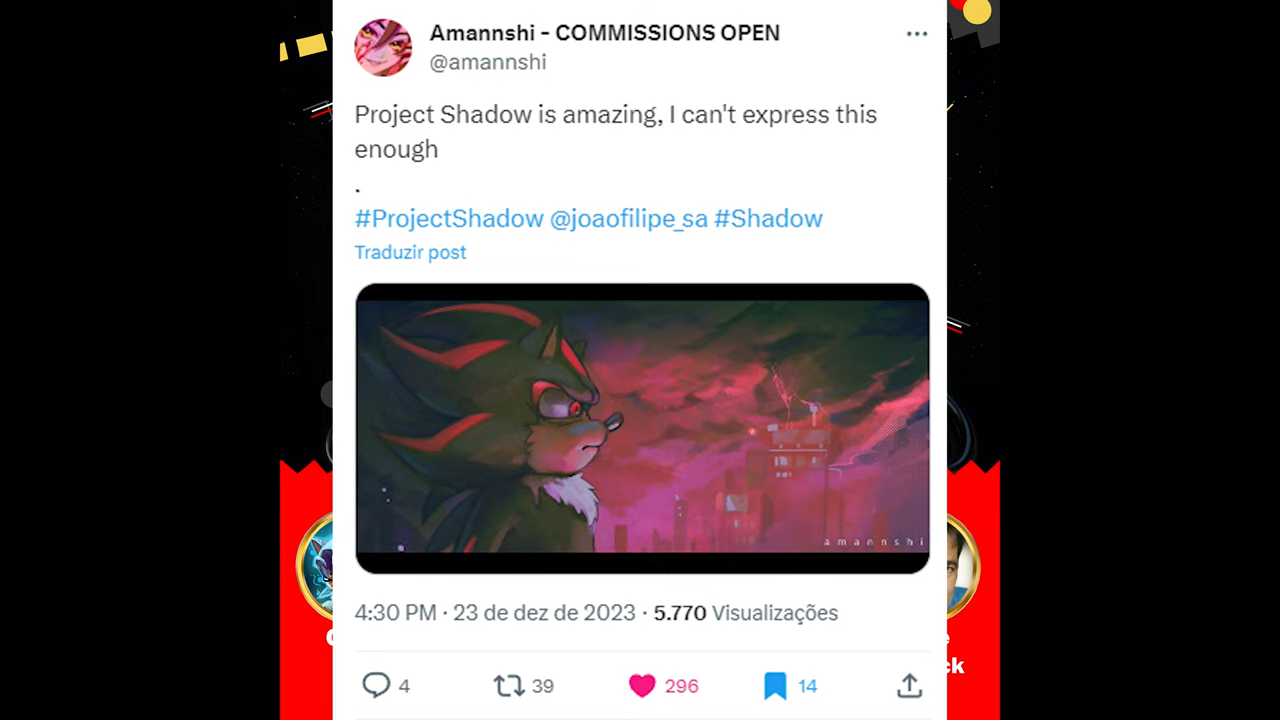 Amannshi - COMMISSIONS OPEN
@amannshi
Project Shadow is amazing, I can't express this
enough
.
#ProjectShadow @joaofilipe_sa #Shadow
Traduzir post
amannshi
4:30 PM · 23 de dez de 2023 · 5.770 Visualizações
4 39 296 14